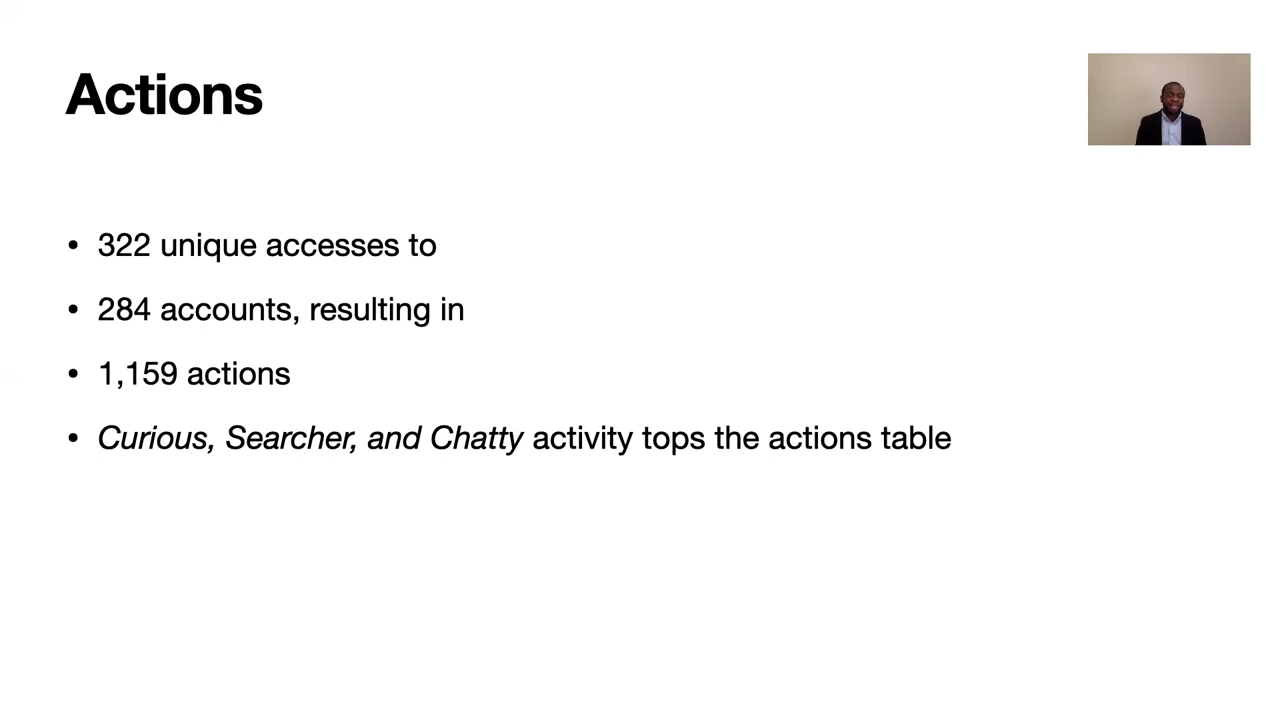 Actions
• 322 unique accesses to
• 284 accounts, resulting in
• 1,159 actions
• Curious, Searcher, and Chatty activity tops the actions table